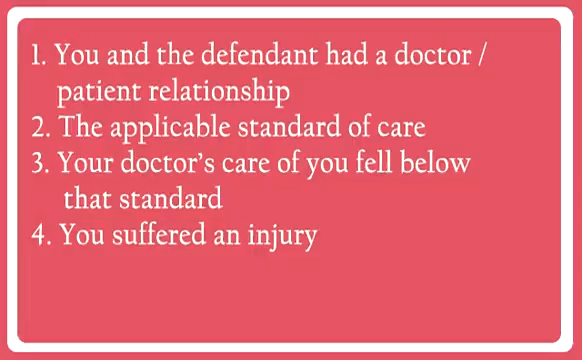 1. You and the defendant had a doctor /
patient relationship
2. The applicable standard of care
3. Your doctor's care of you fell below
that standard
4. You suffered an injury